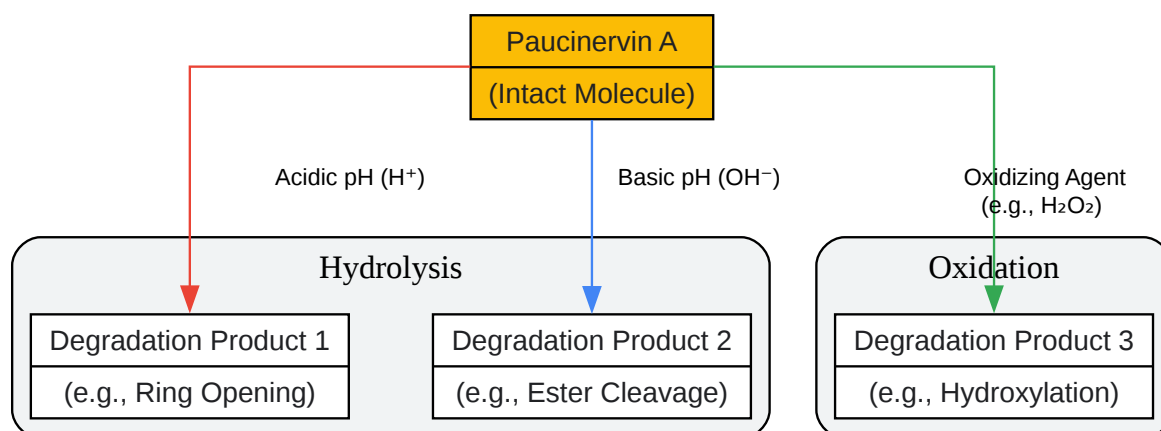 Paucinervin A
(Intact Molecule)
Acidic pH (H⁺)
Basic pH (OH⁻)
Oxidizing Agent
(e.g., H₂O₂)
Hydrolysis
Oxidation
Degradation Product 1
(e.g., Ring Opening)
Degradation Product 2
(e.g., Ester Cleavage)
Degradation Product 3
(e.g., Hydroxylation)